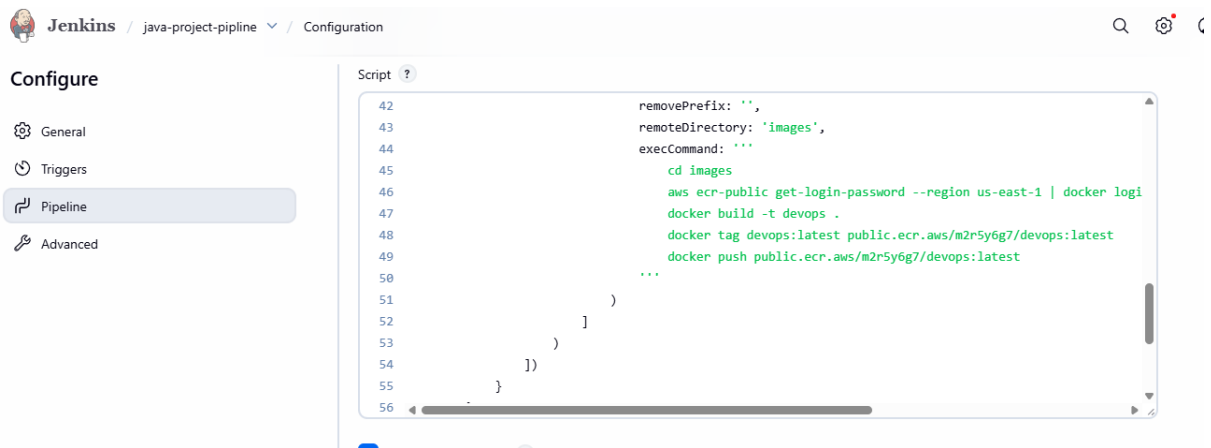 Jenkins / java-project-pipline / Configuration
Configure
General
Triggers
Pipeline
Advanced
Script ?
42 removePrefix: '',
43 remoteDirectory: 'images',
44 execCommand: '''
45 cd images
46 aws ecr-public get-login-password --region us-east-1 | docker logi
47 docker build -t devops .
48 docker tag devops:latest public.ecr.aws/m2r5y6g7/devops:latest
49 docker push public.ecr.aws/m2r5y6g7/devops:latest
50 '''
51 )
52 ]
53 )
54 ])
55 }
56